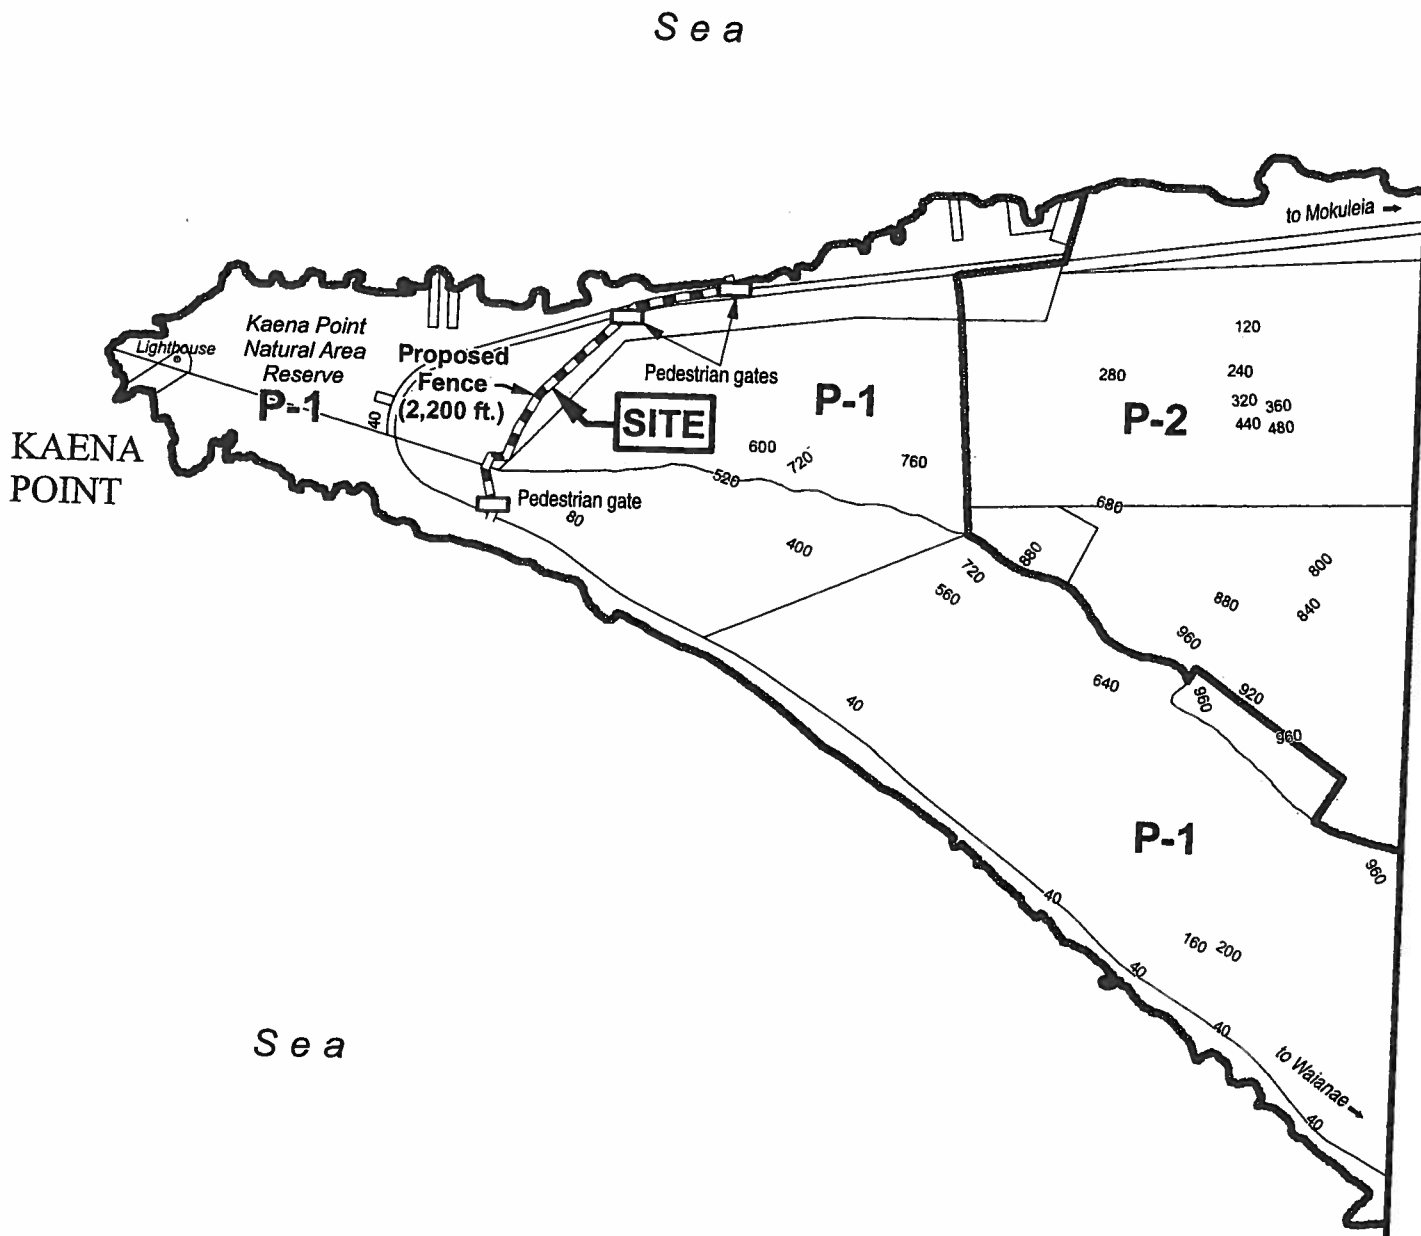 Sea
to Mokuleia →
Kaena Point
Natural Area
Reserve
P-1
Lighthouse
Proposed
Fence
(2,200 ft.)
Pedestrian gates
SITE
P-1
P-2
120
240
280
320 360
440 480
40
KAENA
POINT
600
720
760
520
Pedestrian gate
80
400
680
720
880
560
800
880
840
960
640
960
920
960
40
P-1
960
40
160 200
40
Sea
40
to Waianae →
40